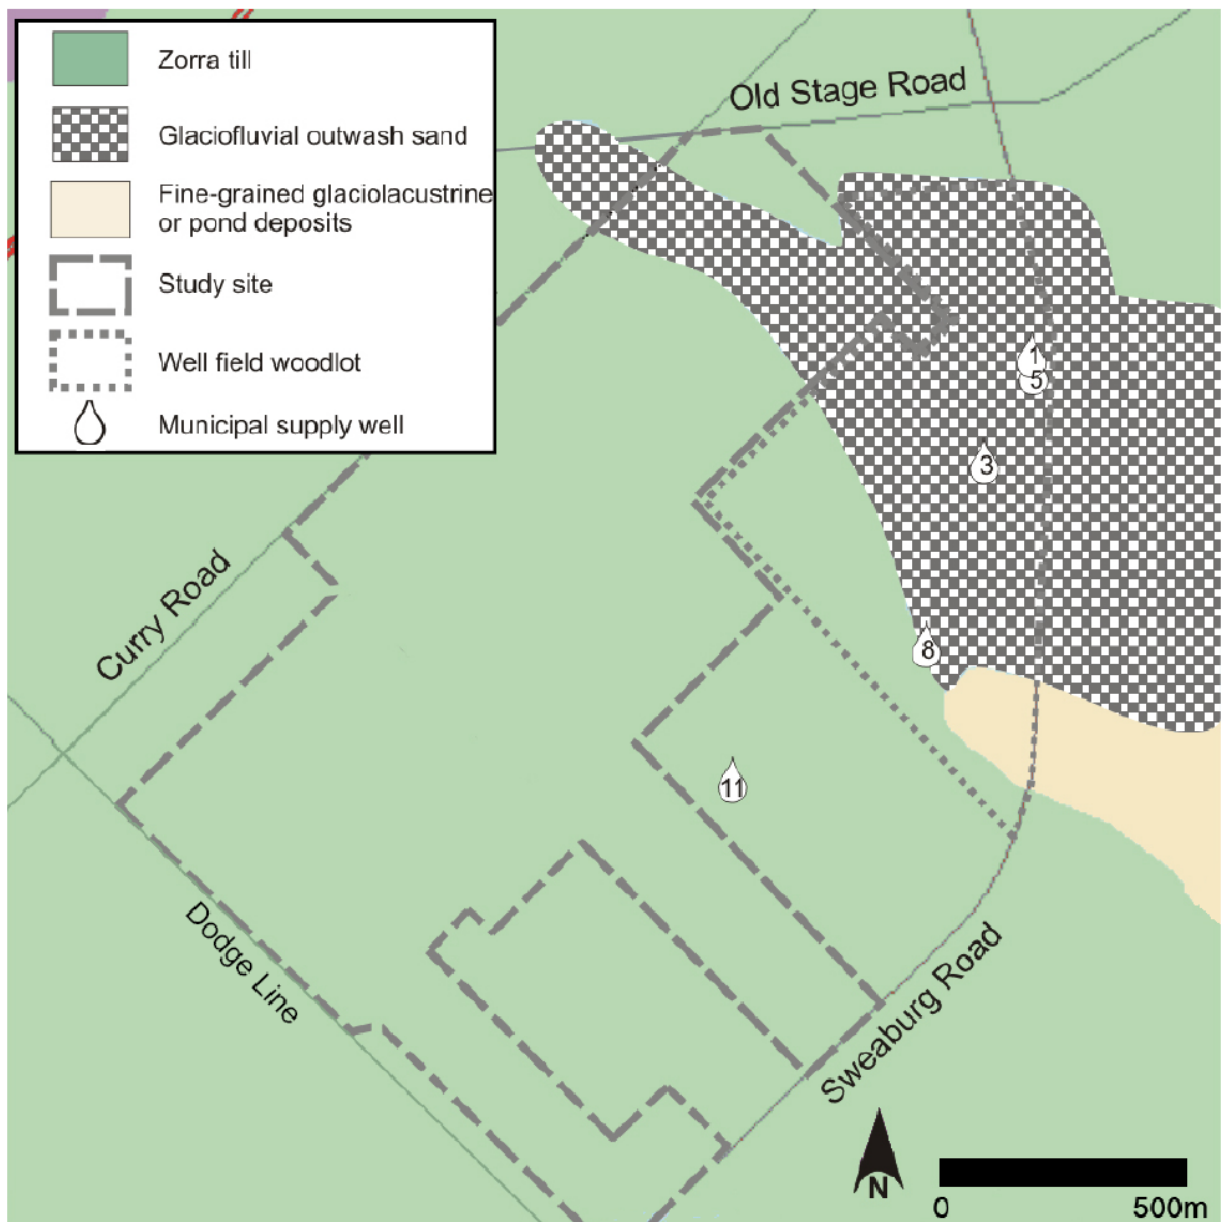 Zorra till
Glaciofluvial outwash sand
Fine-grained glaciolacustrine
or pond deposits
Study site
Well field woodlot
Municipal supply well
Old Stage Road
1
5
3
8
11
Curry Road
Dodge Line
Sweaburg Road
N
0 500m